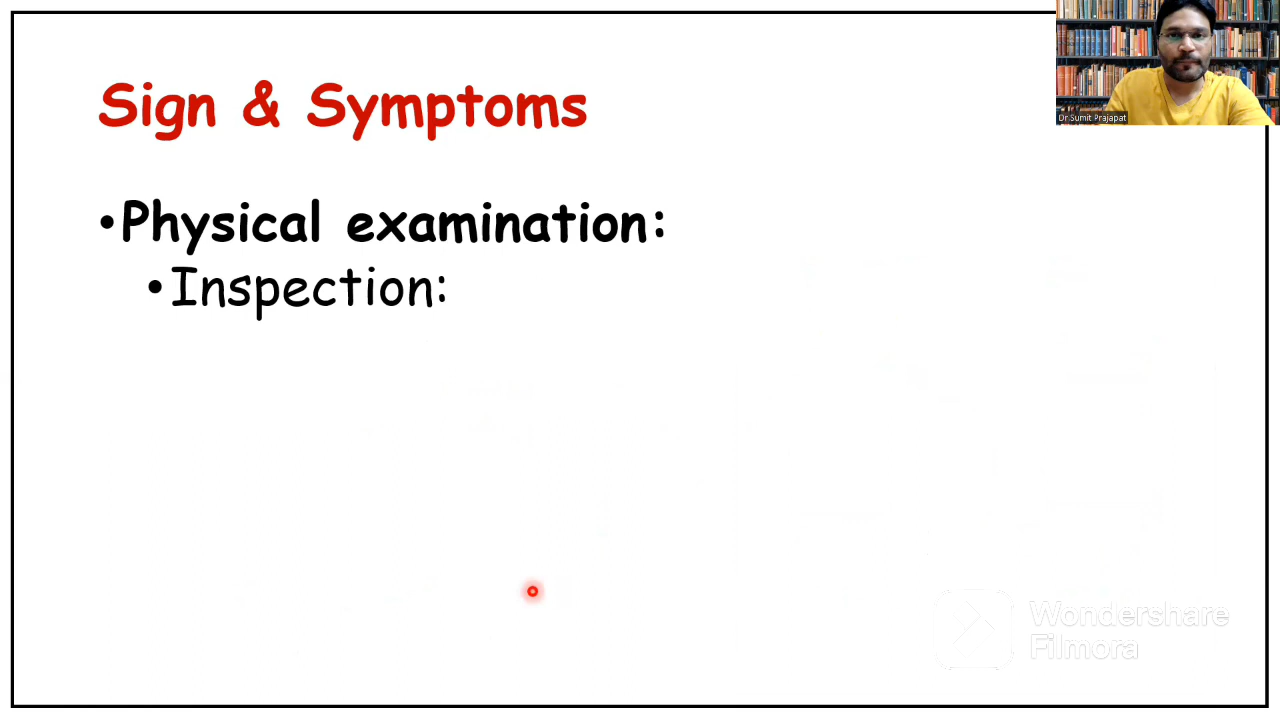 Sign & Symptoms
•Physical examination:
•Inspection:
Dr.Sumit Prajapat
Wondershare
Filmora